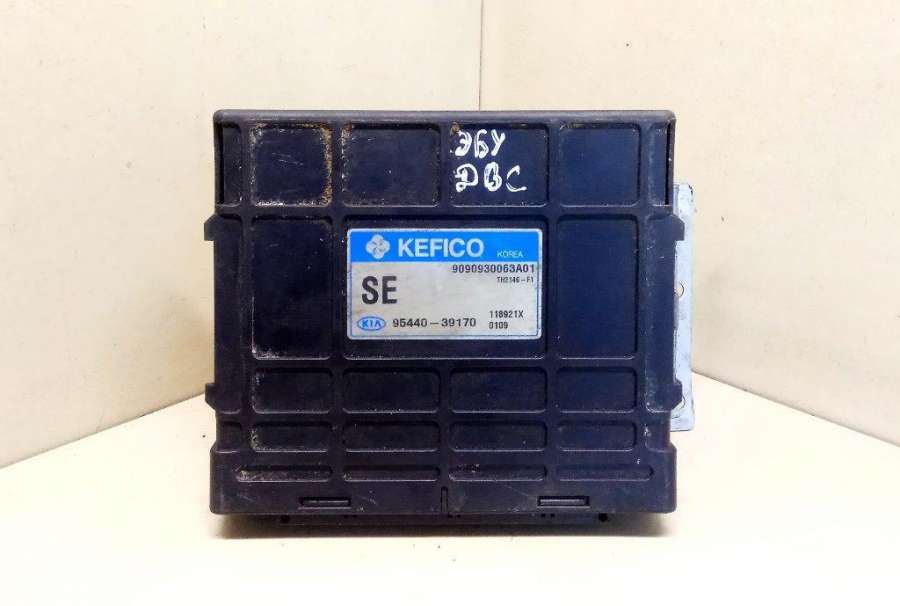 ЭБУ
ДВС
KEFICO KOREA
9090930063A01
TH2146-F1
SE
118921X
KIA 95440-39170 0109